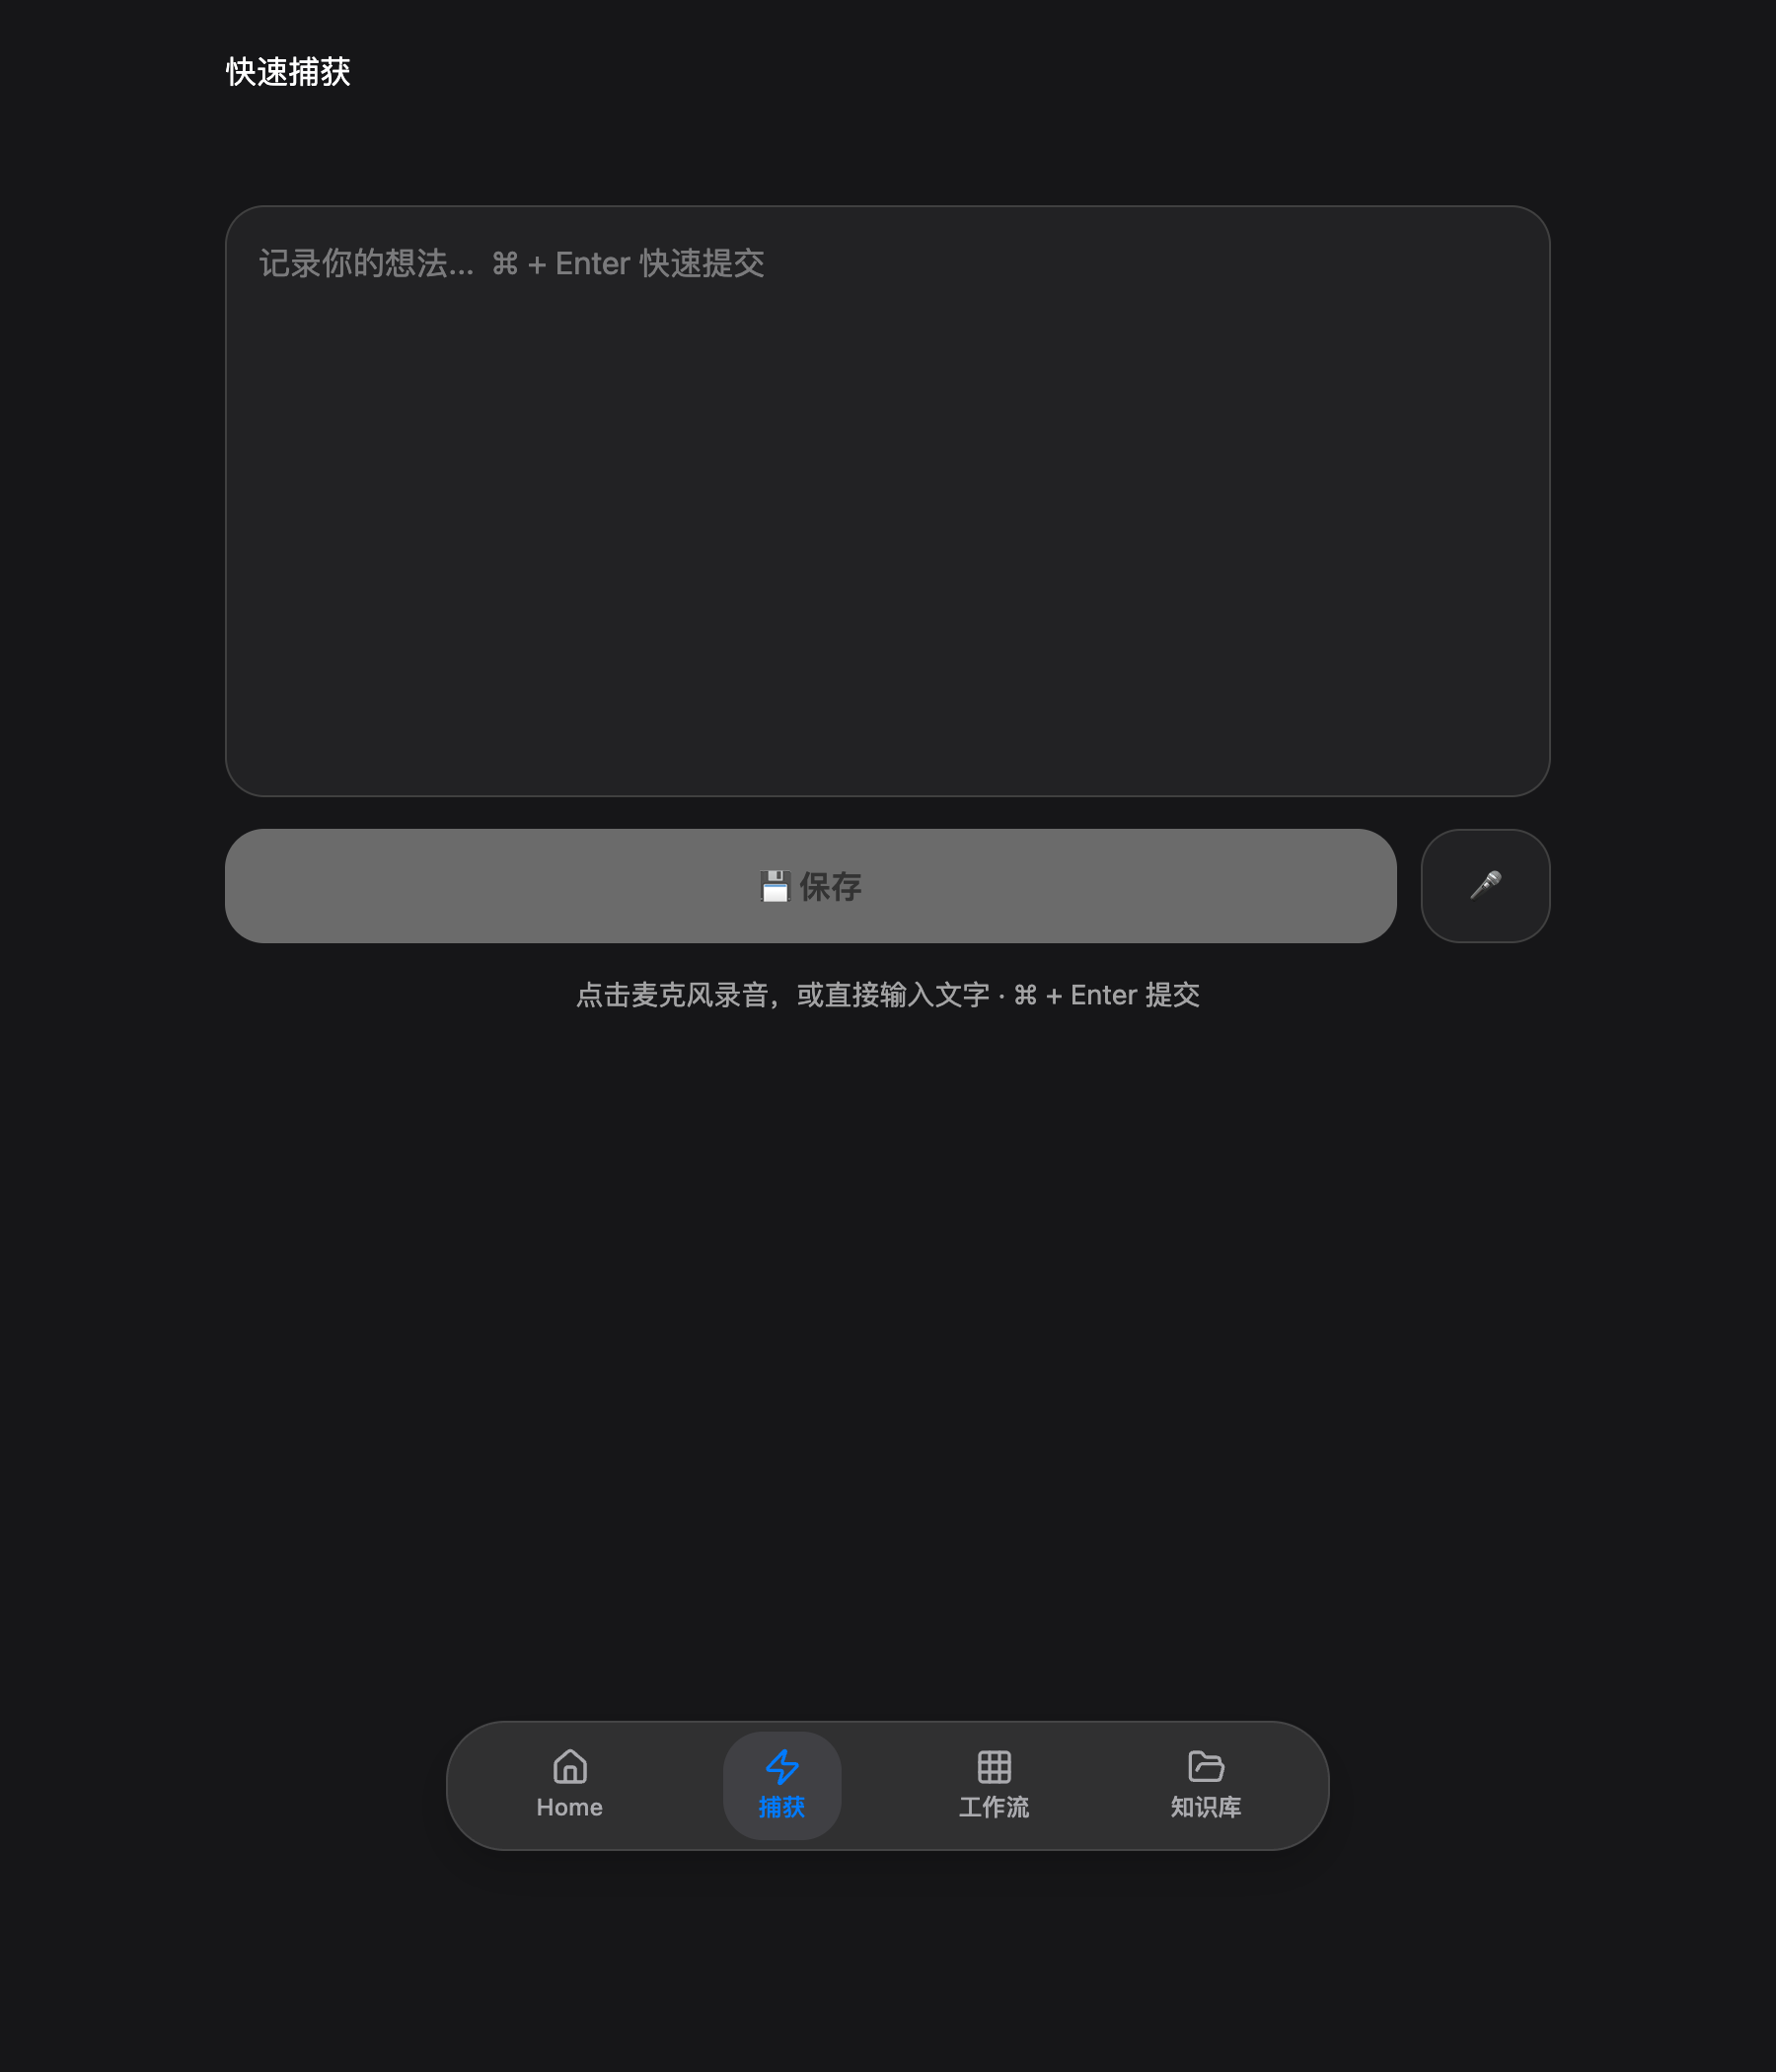 快速捕获
记录你的想法... ⌘ + Enter 快速提交
💾 保存
🎤
点击麦克风录音，或直接输入文字 · ⌘ + Enter 提交
Home
捕获
工作流
知识库